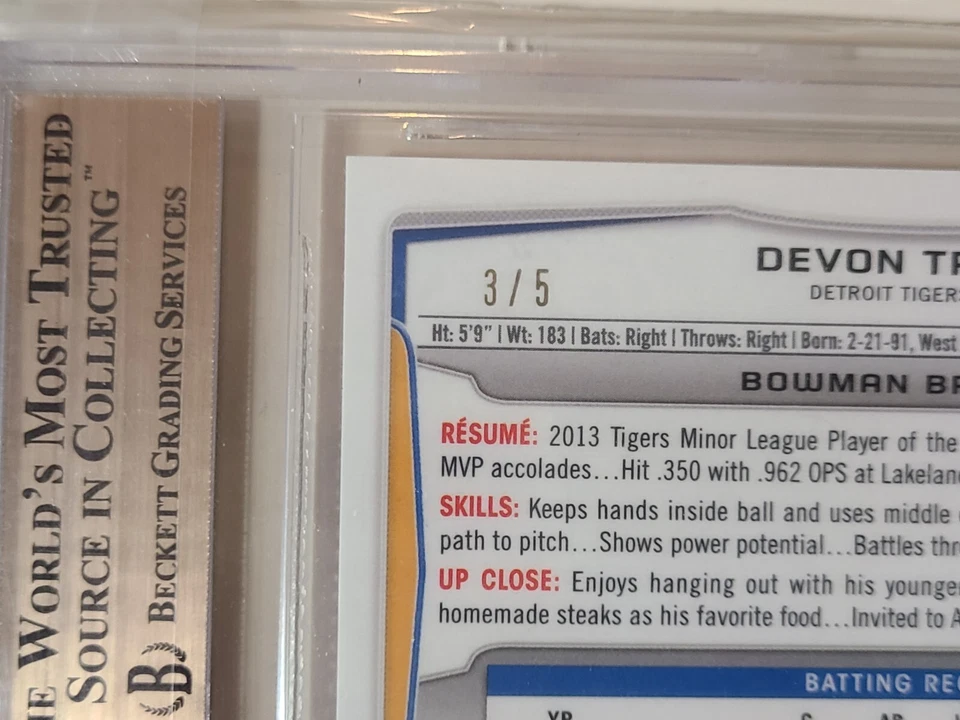 THE WORLD'S MOST TRUSTED
SOURCE IN COLLECTING™
B BECKETT GRADING SERVICES
DEVON
DETROIT TIGERS
3/5
Ht: 5'9" | Wt: 183 | Bats: Right | Throws: Right | Born: 2-21-91, West
BOWMAN
RÉSUMÉ: 2013 Tigers Minor League Player of the
MVP accolades...Hit .350 with .962 OPS at
SKILLS: Keeps hands inside ball and uses middle
path to pitch...Shows power potential...Battles
UP CLOSE: Enjoys hanging out with his
homemade steaks as his favorite food...Invited to
BATTING